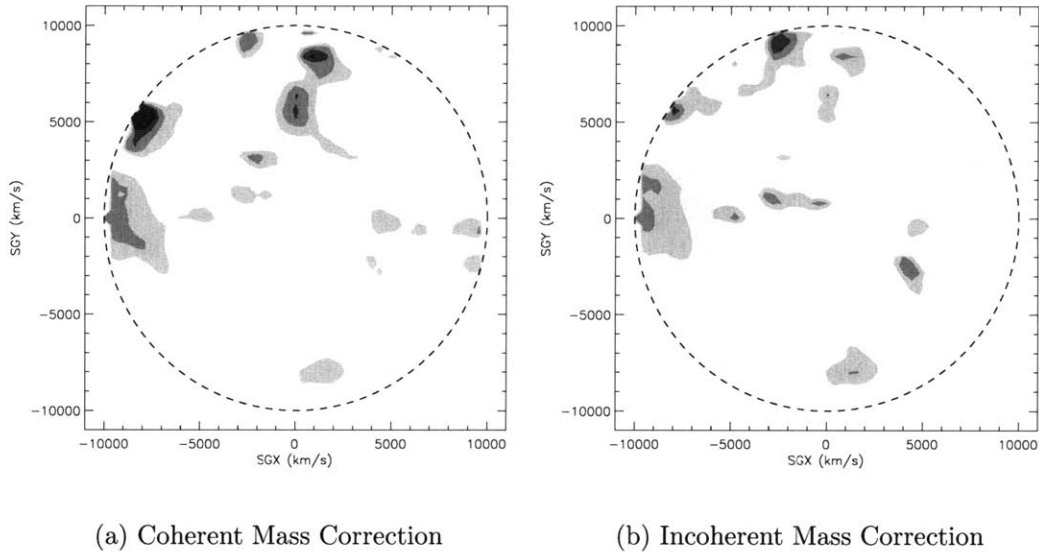 10000
5000
0
−5000
−10000
SGY (km/s)
−10000 −5000 0 5000 10000
SGX (km/s)
10000
5000
0
−5000
−10000
SGY (km/s)
−10000 −5000 0 5000 10000
SGX (km/s)
(a) Coherent Mass Correction
(b) Incoherent Mass Correction